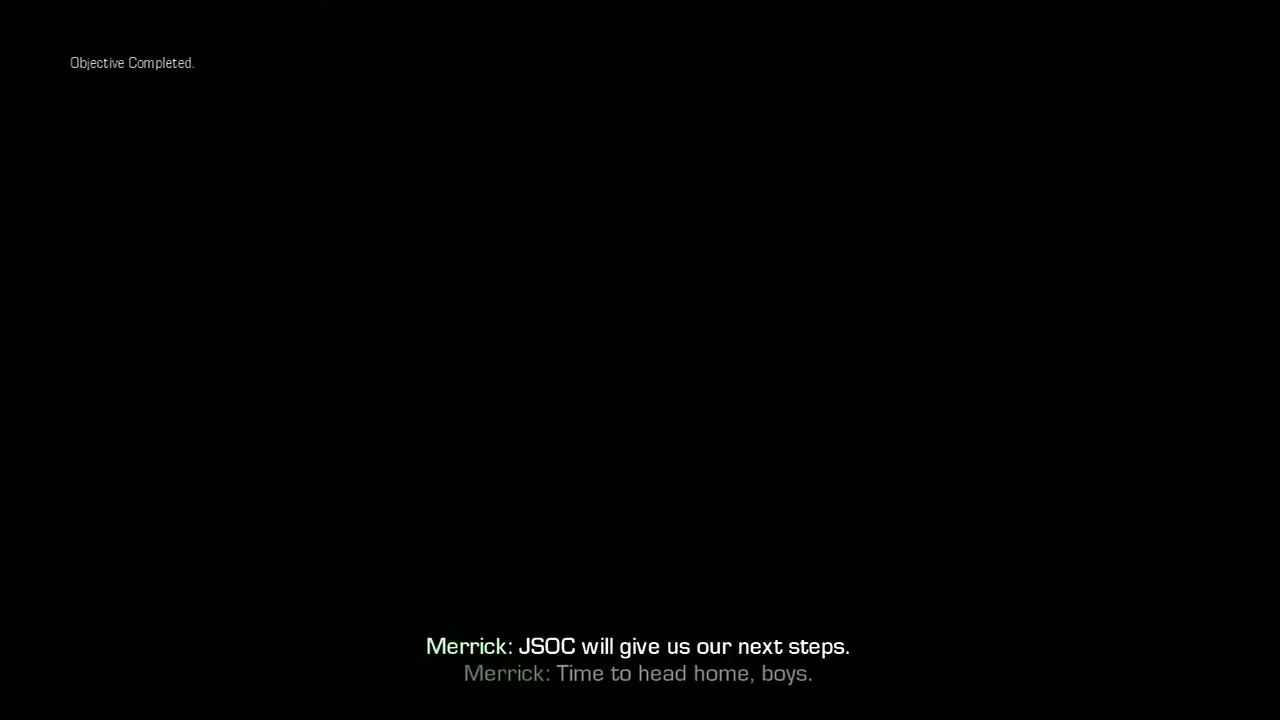 Objective Completed.
Merrick: JSOC will give us our next steps.
Merrick: Time to head home, boys.